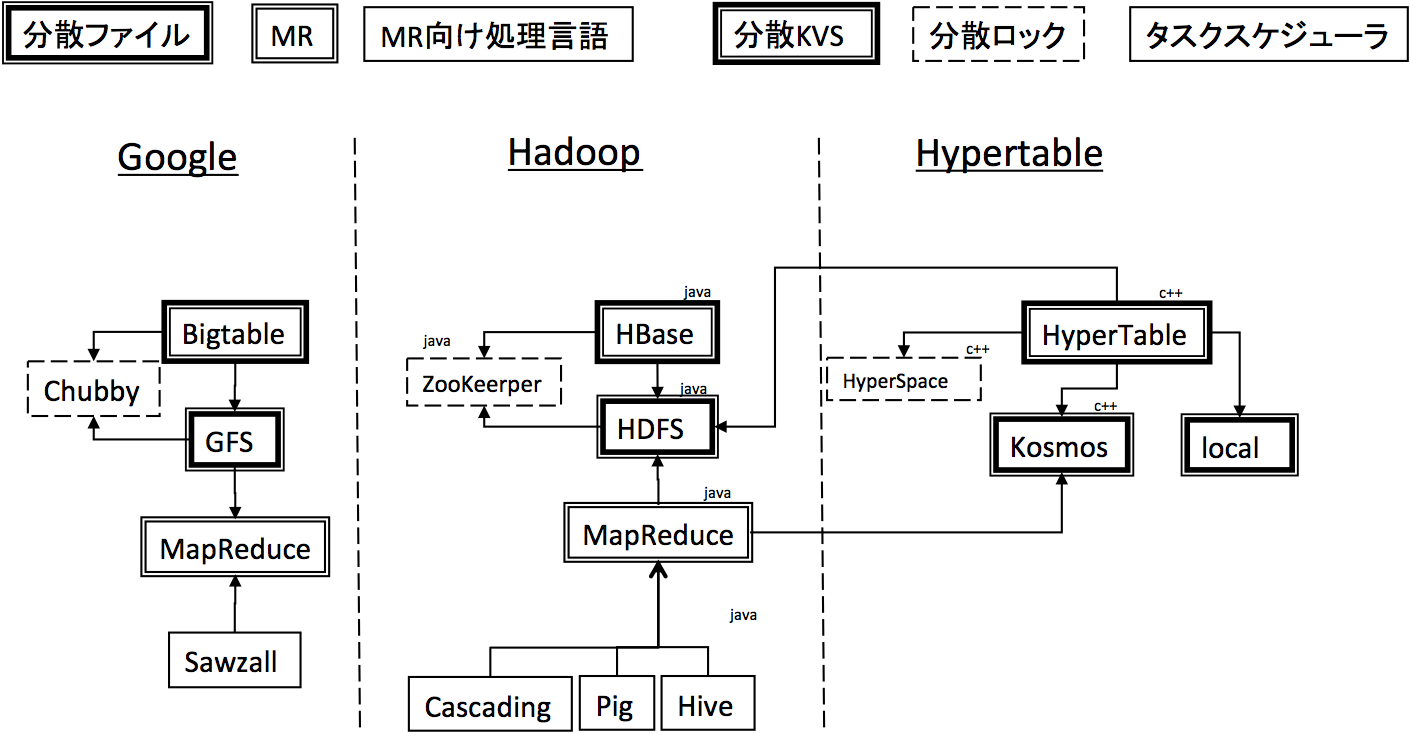 分散ファイル
MR
MR向け処理言語
分散KVS
分散ロック
タスクスケジューラ
Google
Hadoop
Hypertable
Bigtable
Chubby
GFS
MapReduce
Sawzall
java
HBase
java
ZooKeerper
java
HDFS
java
MapReduce
java
Cascading
Pig
Hive
c++
HyperTable
c++
HyperSpace
c++
Kosmos
local